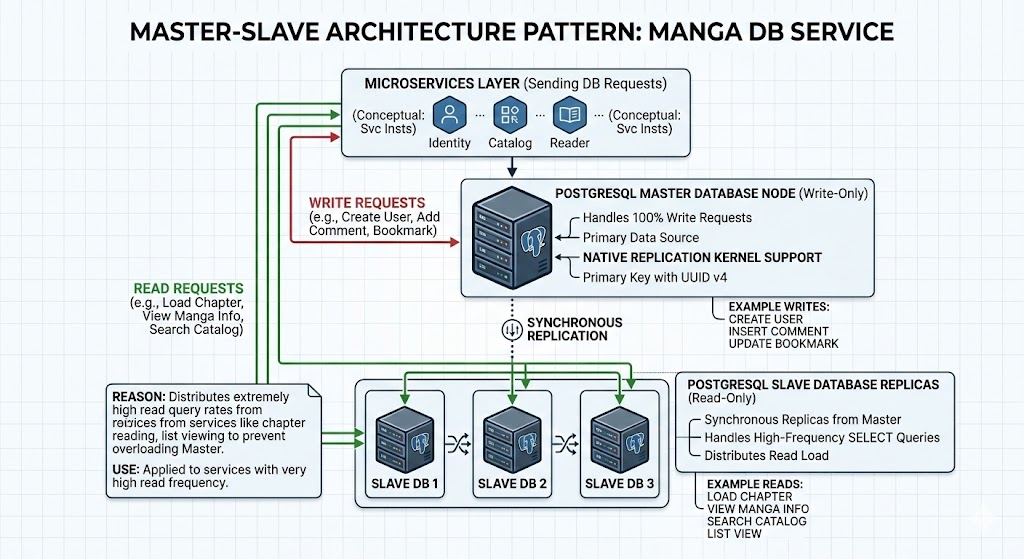 MASTER-SLAVE ARCHITECTURE PATTERN: MANGA DB SERVICE
MICROSERVICES LAYER (Sending DB Requests)
(Conceptual:
Svc Insts)
Identity
Catalog
Reader
(Conceptual:
Svc Insts)
WRITE REQUESTS
(e.g., Create User, Add
Comment, Bookmark)
POSTGRESQL MASTER DATABASE NODE (Write-Only)
Handles 100% Write Requests
Primary Data Source
NATIVE REPLICATION KERNEL SUPPORT
Primary Key with UUID v4
EXAMPLE WRITES:
CREATE USER
INSERT COMMENT
UPDATE BOOKMARK
READ REQUESTS
(e.g., Load Chapter,
View Manga Info,
Search Catalog)
SYNCHRONOUS
REPLICATION
REASON: Distributes extremely
high read query rates from
services like chapter
reading, list viewing to prevent
overloading Master.
USE: Applied to services with very
high read frequency.
SLAVE DB 1
SLAVE DB 2
SLAVE DB 3
POSTGRESQL SLAVE DATABASE REPLICAS
(Read-Only)
Synchronous Replicas from Master
Handles High-Frequency SELECT Queries
Distributes Read Load
EXAMPLE READS:
LOAD CHAPTER
VIEW MANGA INFO
SEARCH CATALOG
LIST VIEW